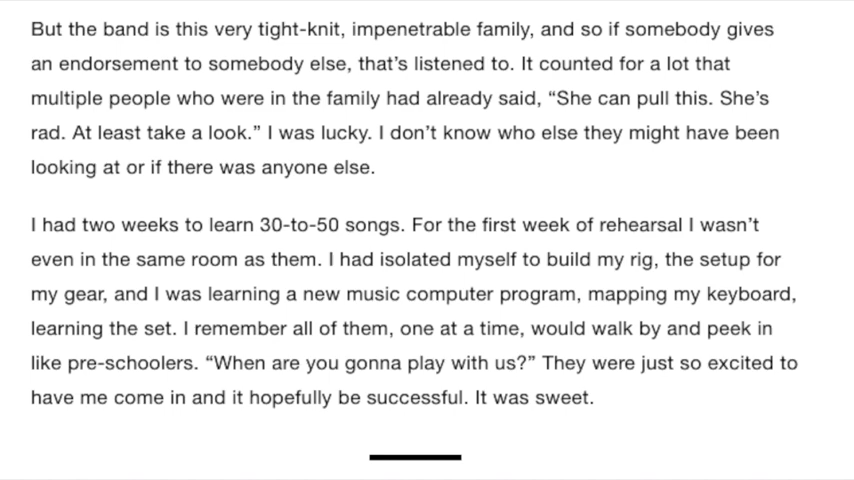 But the band is this very tight-knit, impenetrable family, and so if somebody gives
an endorsement to somebody else, that’s listened to. It counted for a lot that
multiple people who were in the family had already said, “She can pull this. She’s
rad. At least take a look.” I was lucky. I don’t know who else they might have been
looking at or if there was anyone else.
I had two weeks to learn 30-to-50 songs. For the first week of rehearsal I wasn’t
even in the same room as them. I had isolated myself to build my rig, the setup for
my gear, and I was learning a new music computer program, mapping my keyboard,
learning the set. I remember all of them, one at a time, would walk by and peek in
like pre-schoolers. “When are you gonna play with us?” They were just so excited to
have me come in and it hopefully be successful. It was sweet.